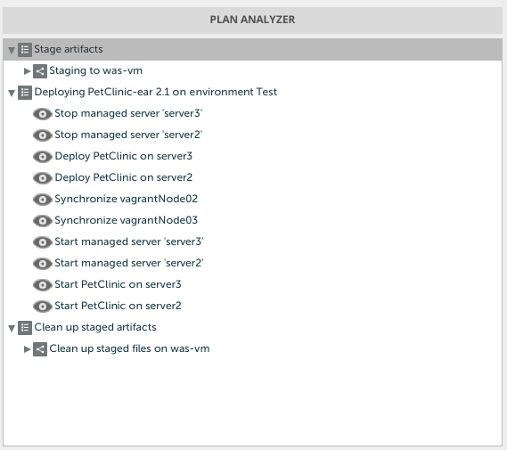 PLAN ANALYZER
Stage artifacts
Staging to was-vm
Deploying PetClinic-ear 2.1 on environment Test
Stop managed server 'server3'
Stop managed server 'server2'
Deploy PetClinic on server3
Deploy PetClinic on server2
Synchronize vagrantNode02
Synchronize vagrantNode03
Start managed server 'server3'
Start managed server 'server2'
Start PetClinic on server3
Start PetClinic on server2
Clean up staged artifacts
Clean up staged files on was-vm